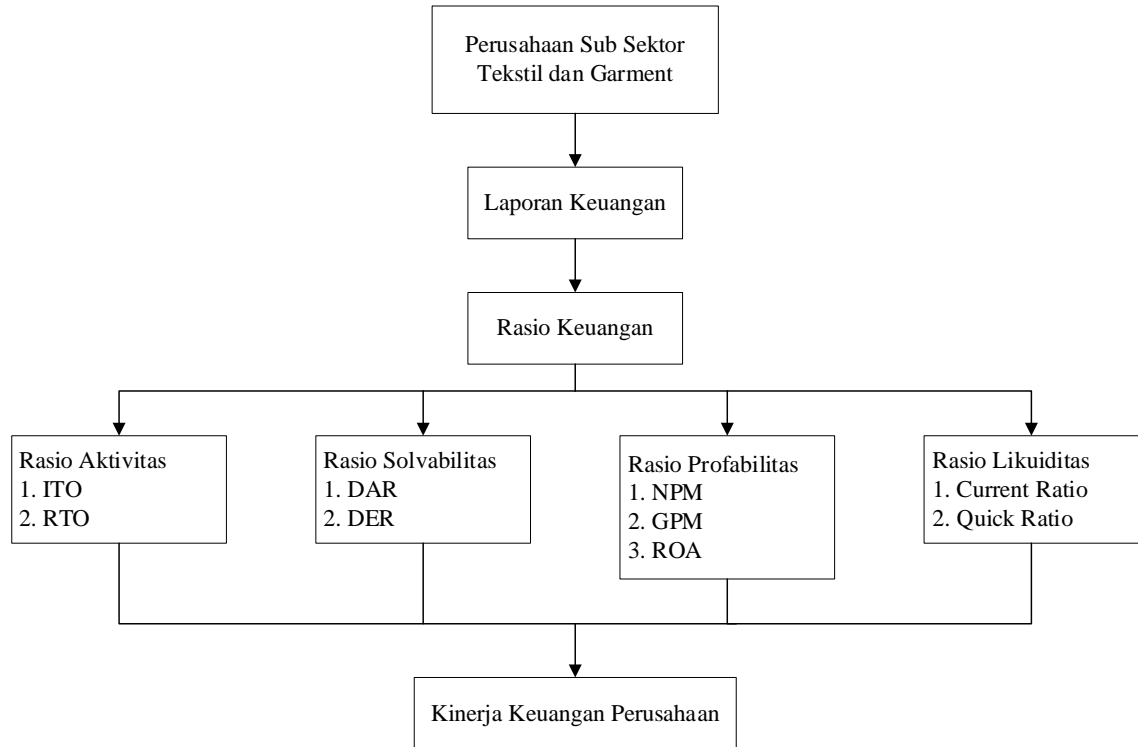 Perusahaan Sub Sektor
Tekstil dan Garment
Laporan Keuangan
Rasio Keuangan
Rasio Aktivitas
1. ITO
2. RTO
Rasio Solvabilitas
1. DAR
2. DER
Rasio Profabilitas
1. NPM
2. GPM
3. ROA
Rasio Likuiditas
1. Current Ratio
2. Quick Ratio
Kinerja Keuangan Perusahaan